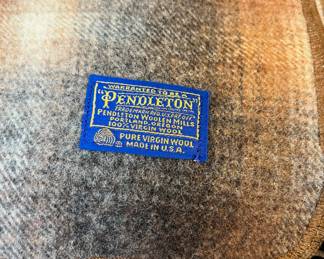 WARRANTED TO BE A
"PENDLETON"
TRADEMARK REG. U.S. PAT. OFF.
PENDLETON WOOLEN MILLS
PORTLAND, OREGON
100% VIRGIN WOOL
PURE VIRGIN WOOL
MADE IN U.S.A.